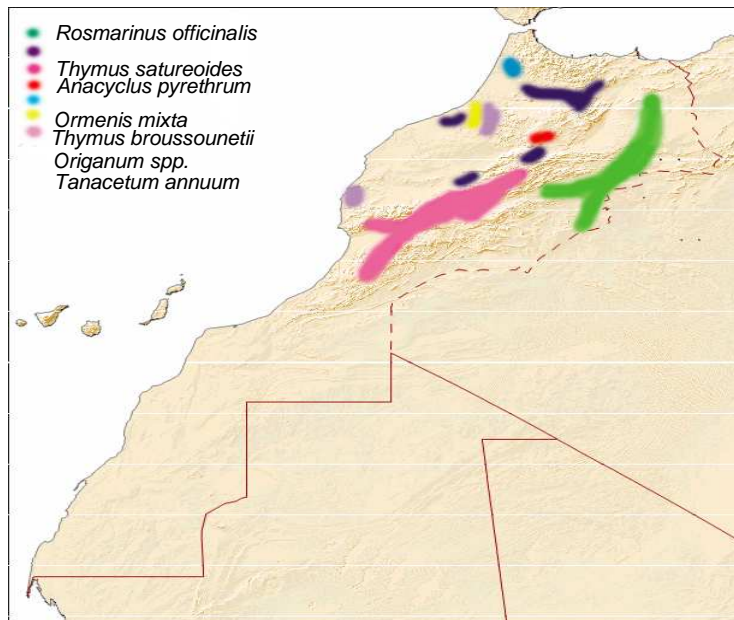 Rosmarinus officinalis
Thymus satureoides
Anacyclus pyrethrum
Ormenis mixta
Thymus broussounetii
Origanum spp.
Tanacetum annuum